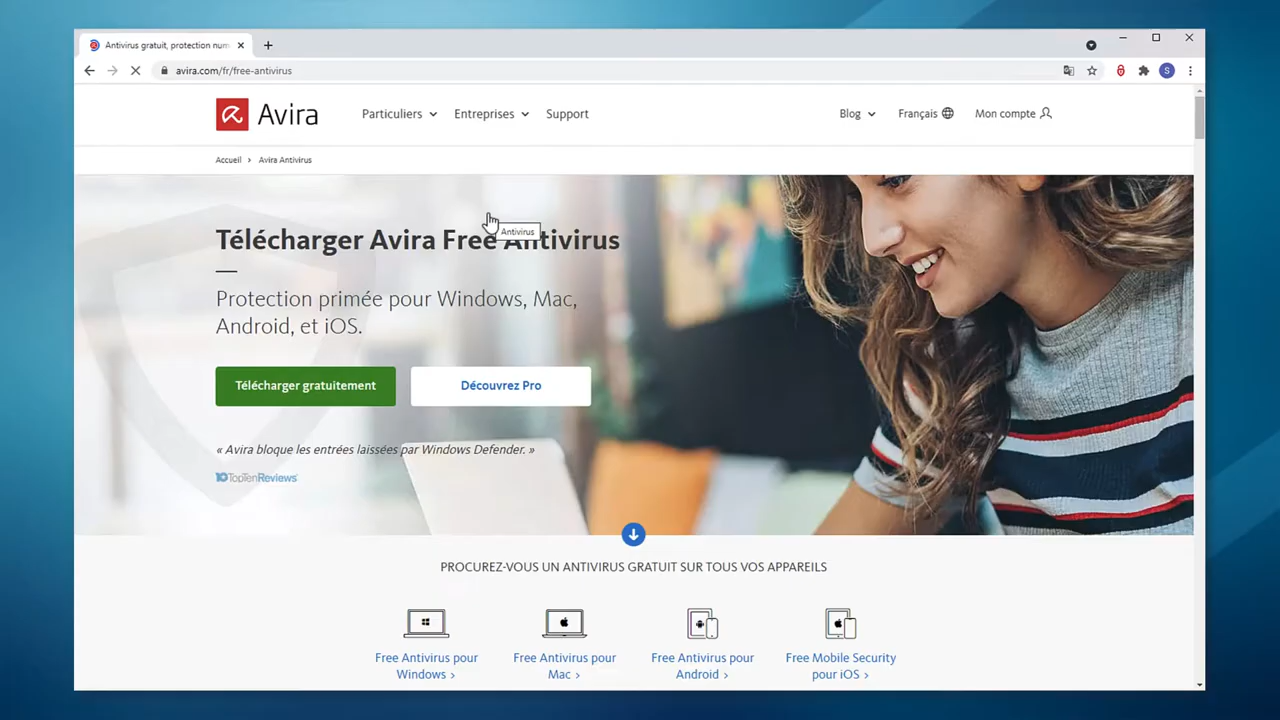 Antivirus gratuit, protection num
avira.com/fr/free-antivirus
S
Avira
Particuliers
Entreprises
Support
Blog
Français
Mon compte
Accueil › Avira Antivirus
Antivirus
Télécharger Avira Free Antivirus
Protection primée pour Windows, Mac,
Android, et iOS.
Télécharger gratuitement
Découvrez Pro
« Avira bloque les entrées laissées par Windows Defender. »
10TopTenReviews
PROCUREZ-VOUS UN ANTIVIRUS GRATUIT SUR TOUS VOS APPAREILS
Free Antivirus pour
Windows ›
Free Antivirus pour
Mac ›
Free Antivirus pour
Android ›
Free Mobile Security
pour iOS ›